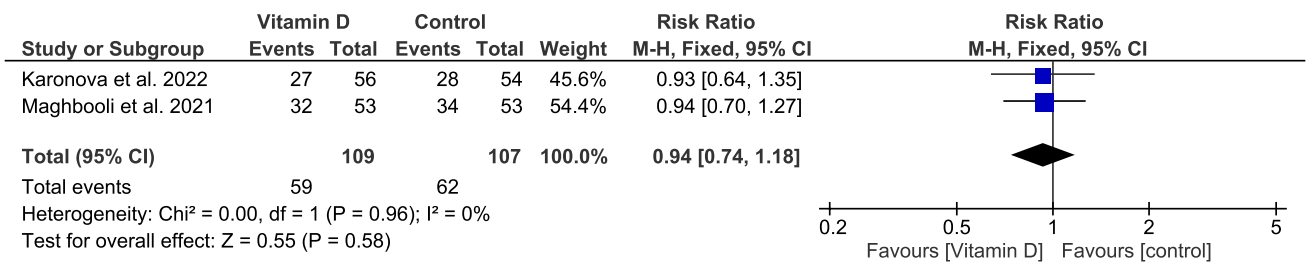 Vitamin D Control Risk Ratio Risk Ratio
Study or Subgroup Events Total Events Total Weight M-H, Fixed, 95% CI M-H, Fixed, 95% CI
Karonova et al. 2022 27 56 28 54 45.6% 0.93 [0.64, 1.35]
Maghbooli et al. 2021 32 53 34 53 54.4% 0.94 [0.70, 1.27]
Total (95% CI) 109 107 100.0% 0.94 [0.74, 1.18]
Total events 59 62
Heterogeneity: Chi² = 0.00, df = 1 (P = 0.96); I² = 0%
Test for overall effect: Z = 0.55 (P = 0.58)
0.2 0.5 1 2 5
Favours [Vitamin D] Favours [control]